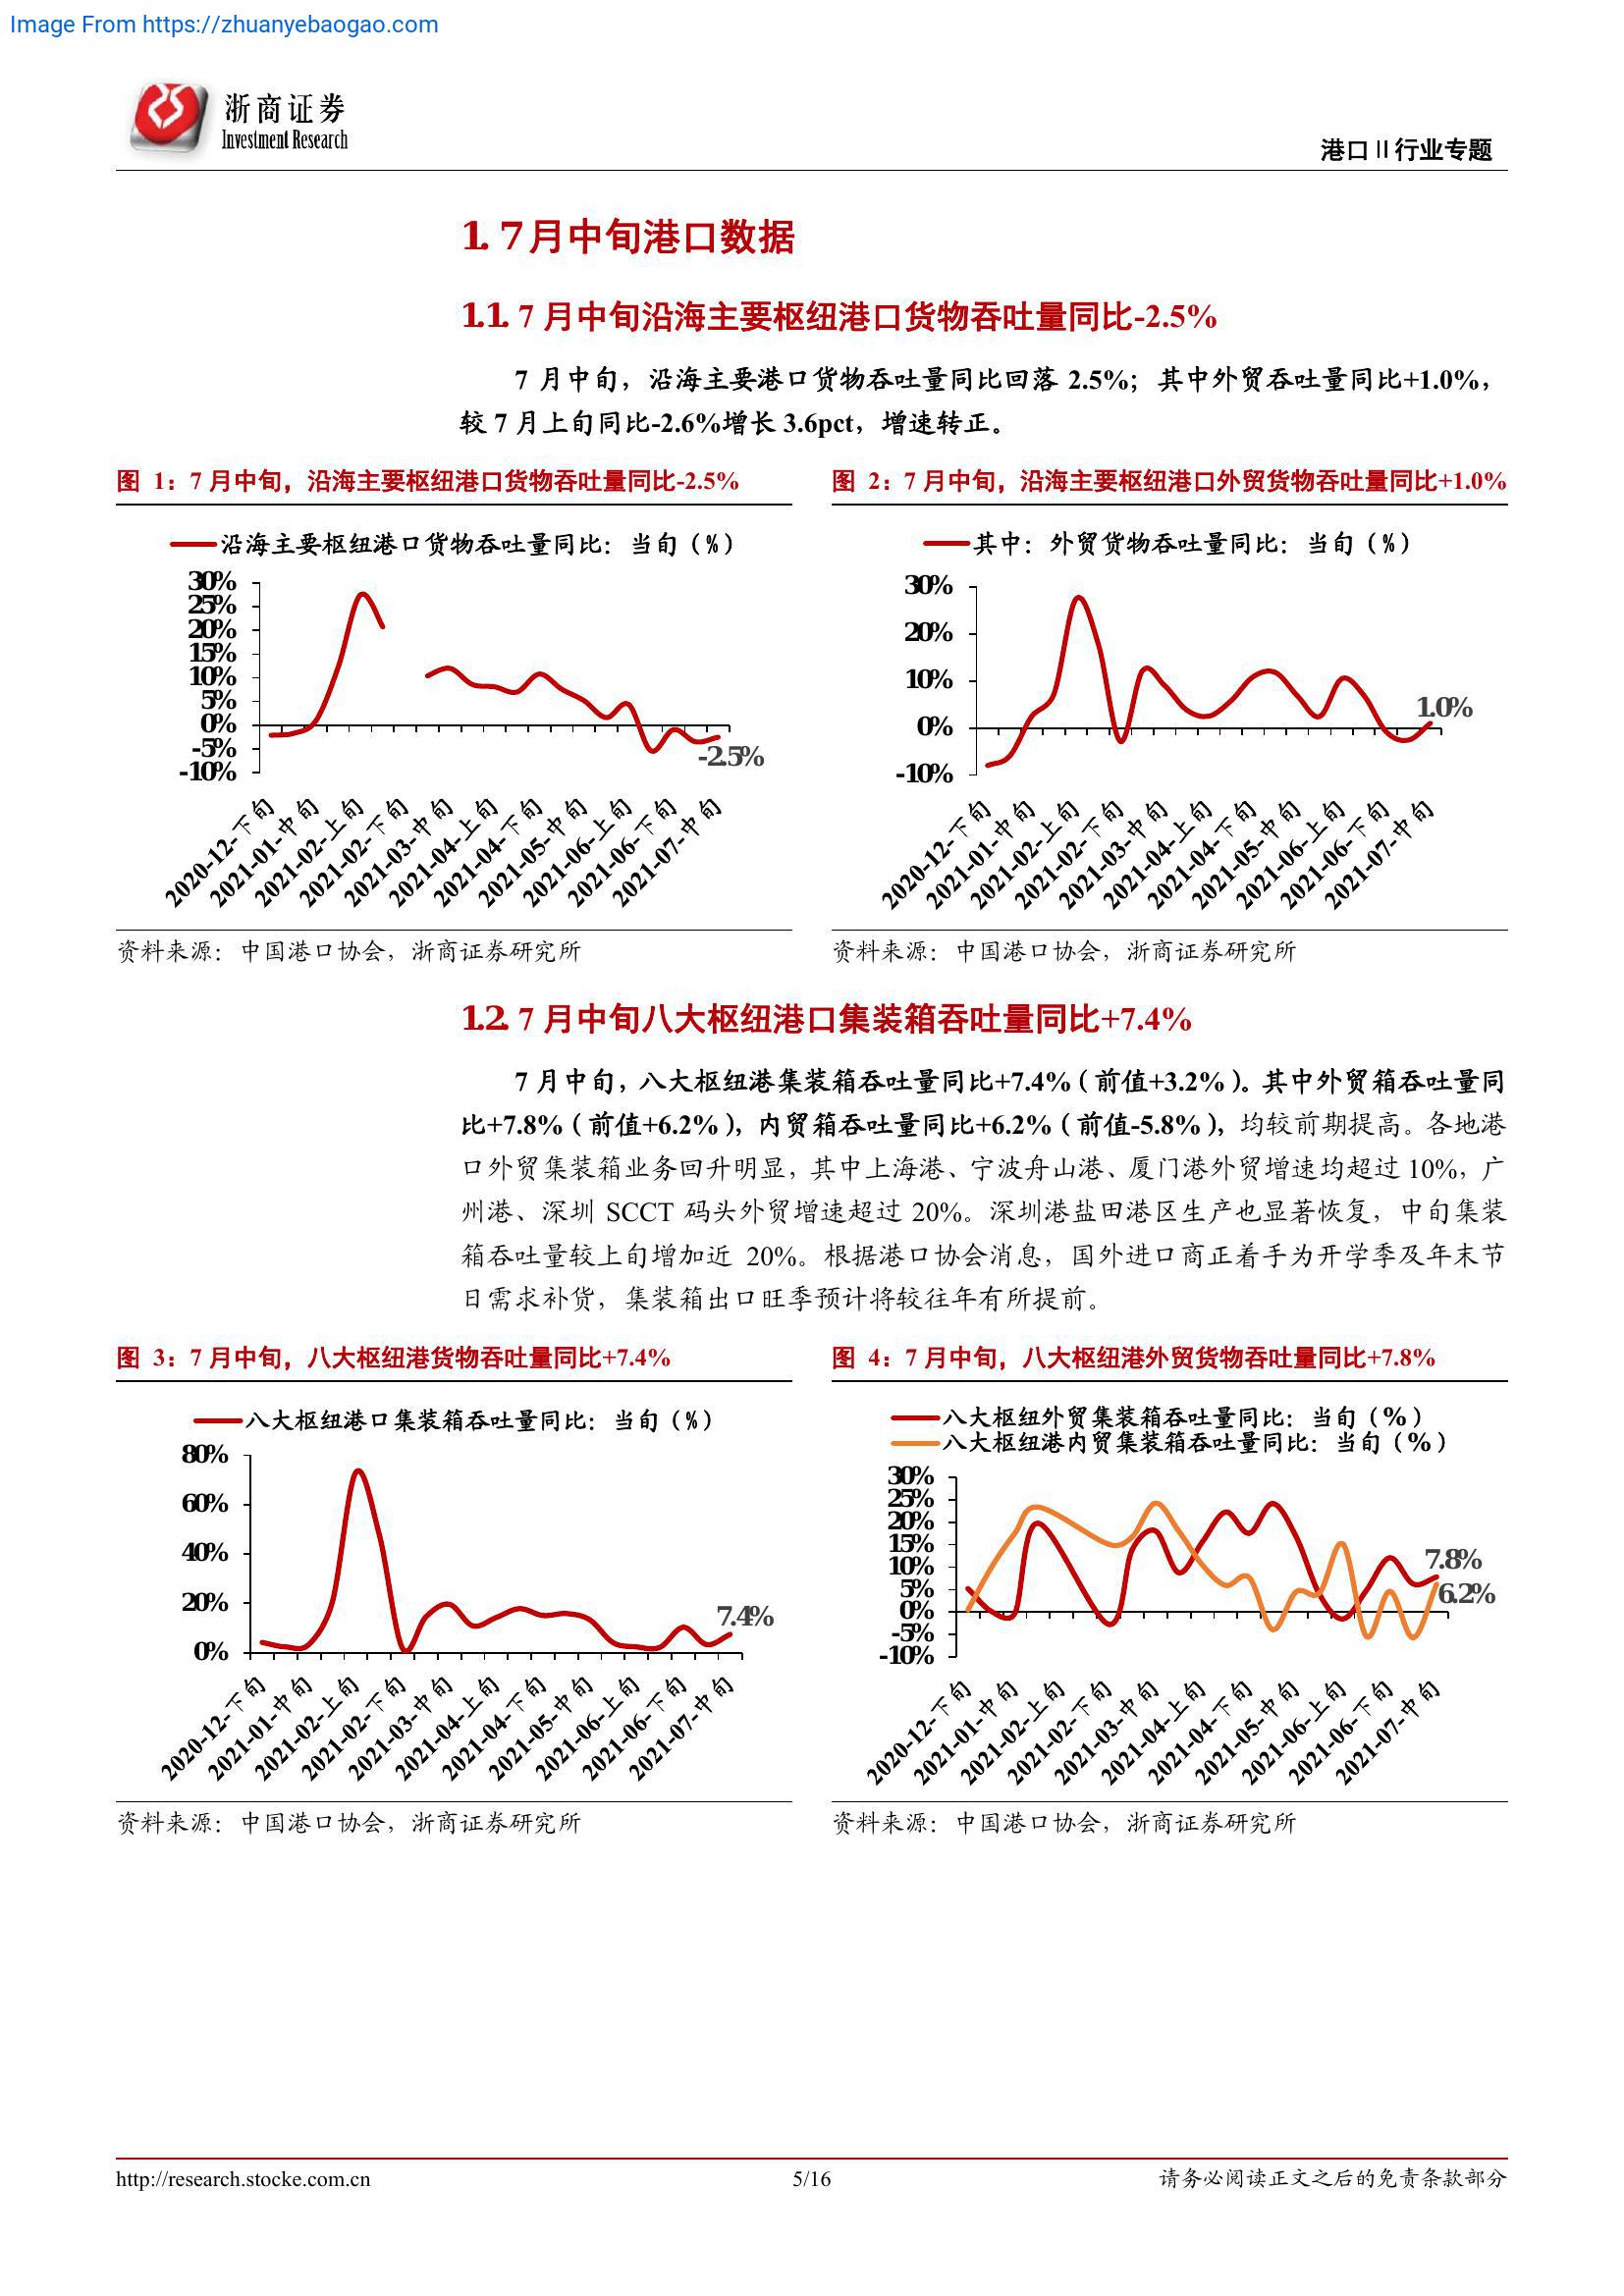 Image From https://zhuanyebaogao.com
浙商证券
Investment Research
港口Ⅱ行业专题
1. 7月中旬港口数据
1.1. 7 月中旬沿海主要枢纽港口货物吞吐量同比-2.5%
7 月中旬，沿海主要港口货物吞吐量同比回落 2.5%；其中外贸吞吐量同比+1.0%，
较 7 月上旬同比-2.6%增长 3.6pct，增速转正。
图 1：7 月中旬，沿海主要枢纽港口货物吞吐量同比-2.5%
沿海主要枢纽港口货物吞吐量同比：当旬（%）
30%
25%
20%
15%
10%
5%
0%
-5%
-10%
-2.5%
2020-12-下旬
2021-01-中旬
2021-02-上旬
2021-02-下旬
2021-03-中旬
2021-04-上旬
2021-04-下旬
2021-05-中旬
2021-06-上旬
2021-06-下旬
2021-07-中旬
资料来源：中国港口协会，浙商证券研究所
图 2：7 月中旬，沿海主要枢纽港口外贸货物吞吐量同比+1.0%
其中：外贸货物吞吐量同比：当旬（%）
30%
20%
10%
0%
-10%
1.0%
2020-12-下旬
2021-01-中旬
2021-02-上旬
2021-02-下旬
2021-03-中旬
2021-04-上旬
2021-04-下旬
2021-05-中旬
2021-06-上旬
2021-06-下旬
2021-07-中旬
资料来源：中国港口协会，浙商证券研究所
1.2. 7 月中旬八大枢纽港口集装箱吞吐量同比+7.4%
7 月中旬，八大枢纽港集装箱吞吐量同比+7.4%（前值+3.2%）。其中外贸箱吞吐量同
比+7.8%（前值+6.2%），内贸箱吞吐量同比+6.2%（前值-5.8%），均较前期提高。各地港
口外贸集装箱业务回升明显，其中上海港、宁波舟山港、厦门港外贸增速均超过 10%，广
州港、深圳 SCCT 码头外贸增速超过 20%。深圳港盐田港区生产也显著恢复，中旬集装
箱吞吐量较上旬增加近 20%。根据港口协会消息，国外进口商正着手为开学季及年末节
日需求补货，集装箱出口旺季预计将较往年有所提前。
图 3：7 月中旬，八大枢纽港货物吞吐量同比+7.4%
八大枢纽港口集装箱吞吐量同比：当旬（%）
80%
60%
40%
20%
0%
7.4%
2020-12-下旬
2021-01-中旬
2021-02-上旬
2021-02-下旬
2021-03-中旬
2021-04-上旬
2021-04-下旬
2021-05-中旬
2021-06-上旬
2021-06-下旬
2021-07-中旬
资料来源：中国港口协会，浙商证券研究所
图 4：7 月中旬，八大枢纽港外贸货物吞吐量同比+7.8%
八大枢纽外贸集装箱吞吐量同比：当旬（%）
八大枢纽港内贸集装箱吞吐量同比：当旬（%）
30%
25%
20%
15%
10%
5%
0%
-5%
-10%
7.8%
6.2%
2020-12-下旬
2021-01-中旬
2021-02-上旬
2021-02-下旬
2021-03-中旬
2021-04-上旬
2021-04-下旬
2021-05-中旬
2021-06-上旬
2021-06-下旬
2021-07-中旬
资料来源：中国港口协会，浙商证券研究所
http://research.stocke.com.cn
5/16
请务必阅读正文之后的免责条款部分